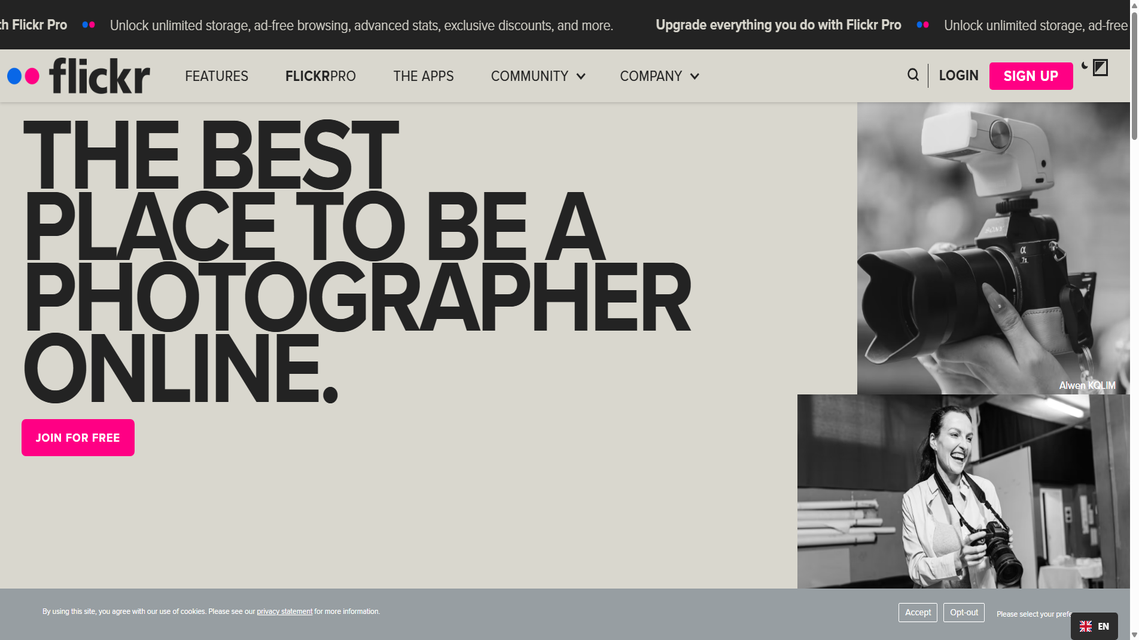 h Flickr Pro Unlock unlimited storage, ad-free browsing, advanced stats, exclusive discounts, and more. Upgrade everything you do with Flickr Pro Unlock unlimited storage, ad-free
flickr FEATURES FLICKRPRO THE APPS COMMUNITY COMPANY LOGIN SIGN UP
THE BEST
PLACE TO BE A
PHOTOGRAPHER
ONLINE.
JOIN FOR FREE
SONY
Alwen KQLIM
By using this site, you agree with our use of cookies. Please see our privacy statement for more information. Accept Opt-out Please select your prefe
EN